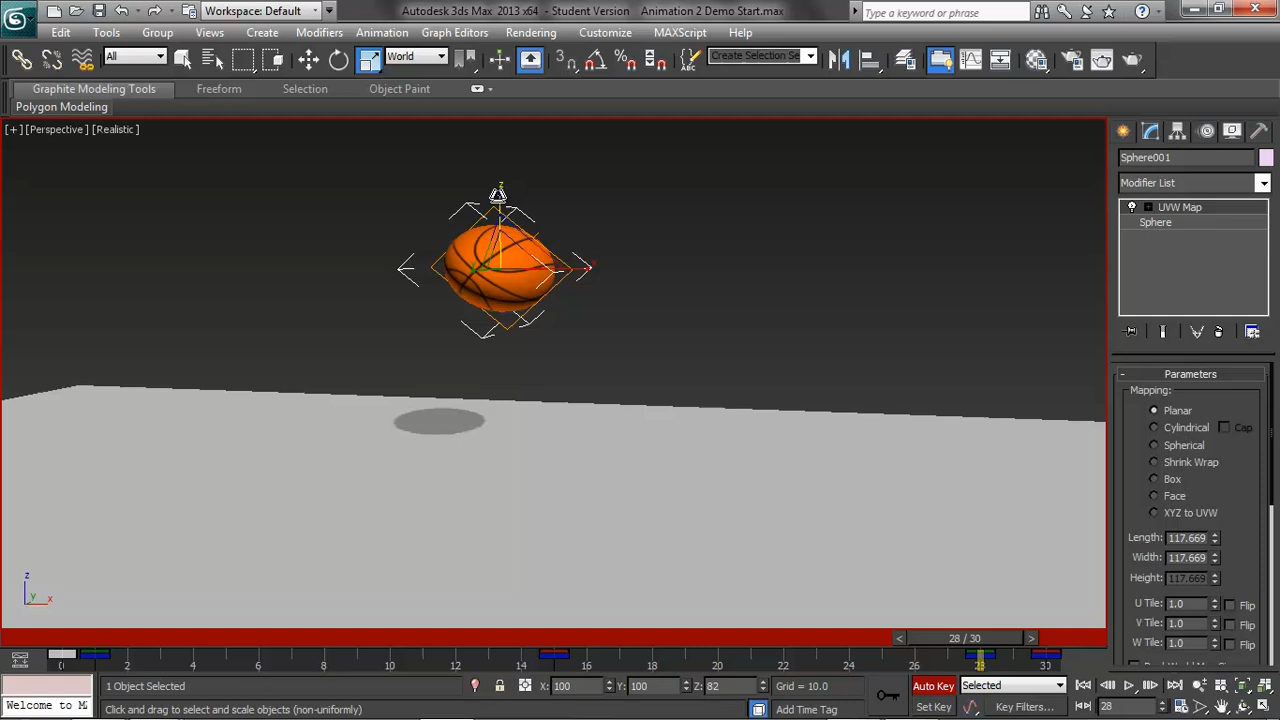 Workspace: Default
Autodesk 3ds Max 2013 x64 - Student Version Animation 2 Demo Start.max
Type a keyword or phrase
Edit Tools Group Views Create Modifiers Animation Graph Editors Rendering Customize MAXScript Help
All World 3 Create Selection Se
Graphite Modeling Tools Freeform Selection Object Paint
Polygon Modeling
[+] [Perspective] [Realistic]
z
x
Sphere001
Modifier List
UVW Map
Sphere
Parameters
Mapping:
Planar
Cylindrical Cap
Spherical
Shrink Wrap
Box
Face
XYZ to UVW
Length: 117.669
Width: 117.669
Height: 117.669
U Tile: 1.0 Flip
V Tile: 1.0 Flip
W Tile: 1.0 Flip
z
y x
< 28 / 30 >
0 2 4 6 8 10 12 14 16 18 20 22 24 26 28 30
1 Object Selected X: 100 Y: 100 Z: 82 Grid = 10.0 Auto Key Selected
Welcome to M Click and drag to select and scale objects (non-uniformly) Add Time Tag Set Key Key Filters... 28